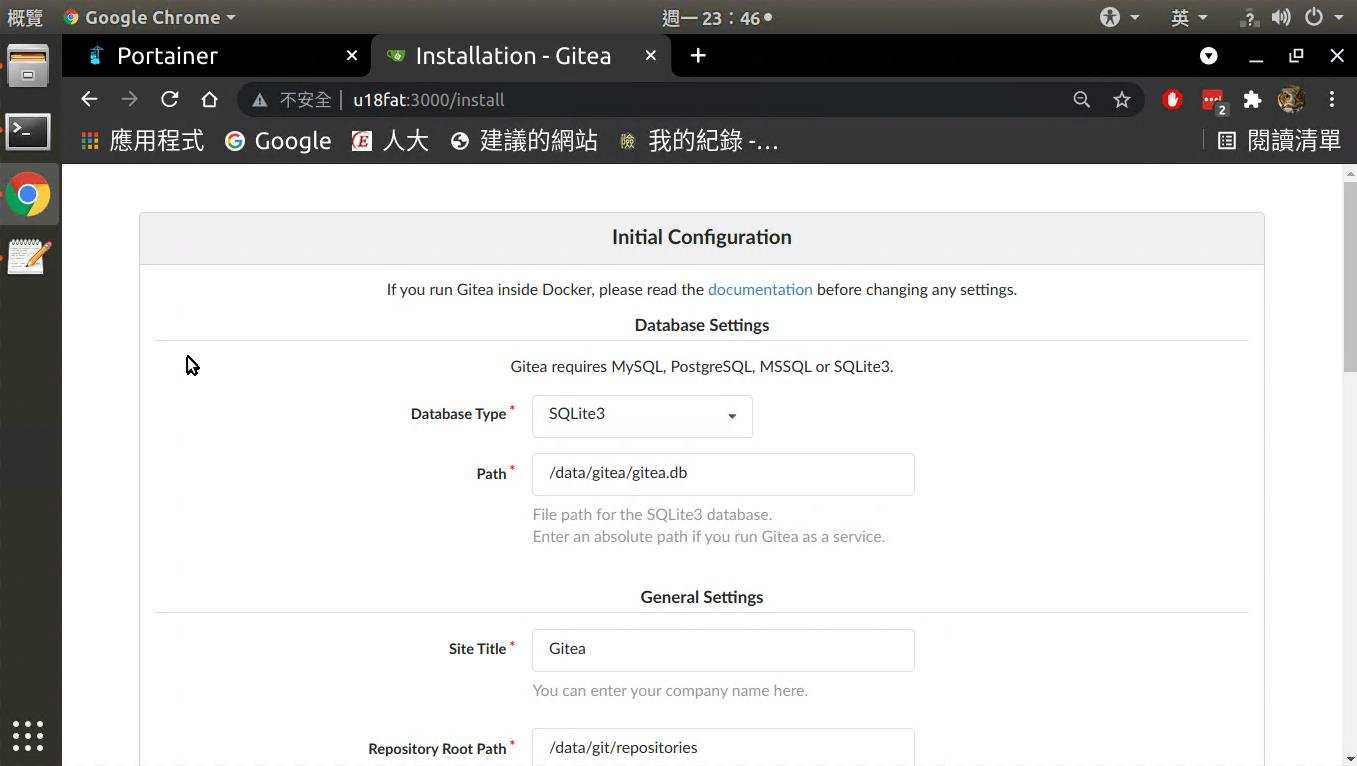 概覽 Google Chrome 週一 23：46 英
Portainer Installation - Gitea
不安全 u18fat:3000/install 2
應用程式 Google 人大 建議的網站 我的紀錄 -... 閱讀清單
Initial Configuration
If you run Gitea inside Docker, please read the documentation before changing any settings.
Database Settings
Gitea requires MySQL, PostgreSQL, MSSQL or SQLite3.
Database Type * SQLite3
Path * /data/gitea/gitea.db
File path for the SQLite3 database.
Enter an absolute path if you run Gitea as a service.
General Settings
Site Title * Gitea
You can enter your company name here.
Repository Root Path * /data/git/repositories